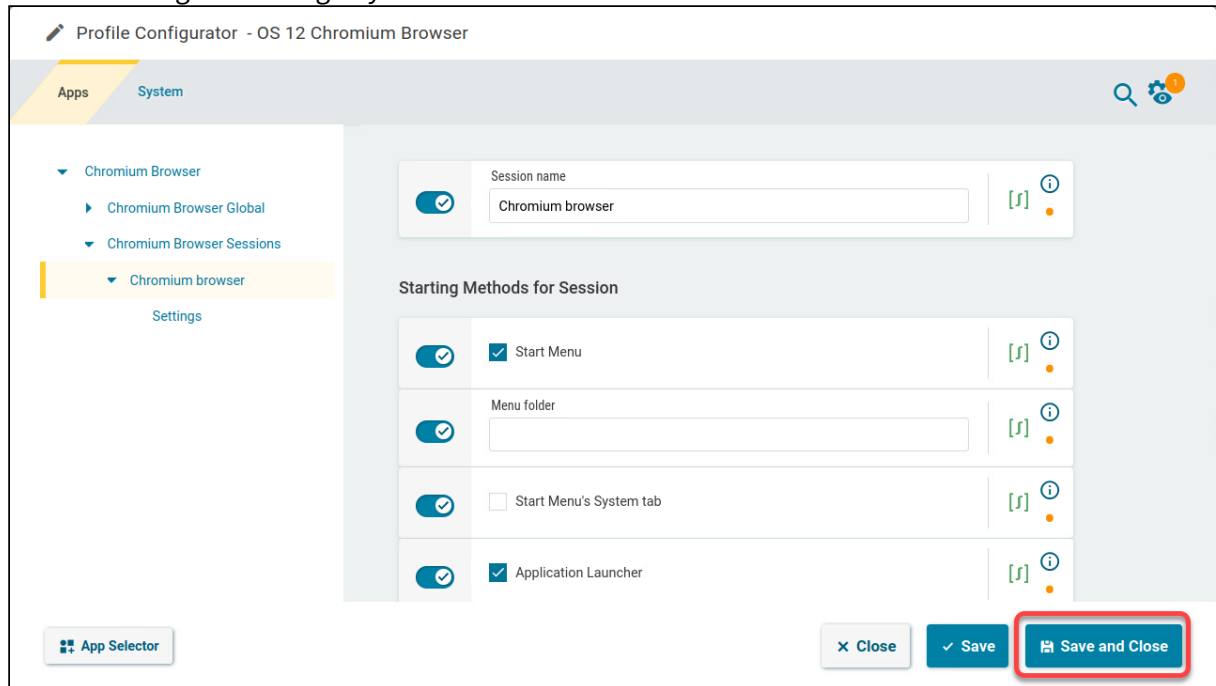 Profile Configurator - OS 12 Chromium Browser
Apps
System
1
Chromium Browser
Chromium Browser Global
Chromium Browser Sessions
Chromium browser
Settings
Session name
Chromium browser
[ʃ]
Starting Methods for Session
Start Menu
[ʃ]
Menu folder
[ʃ]
Start Menu's System tab
[ʃ]
Application Launcher
[ʃ]
App Selector
Close
Save
Save and Close